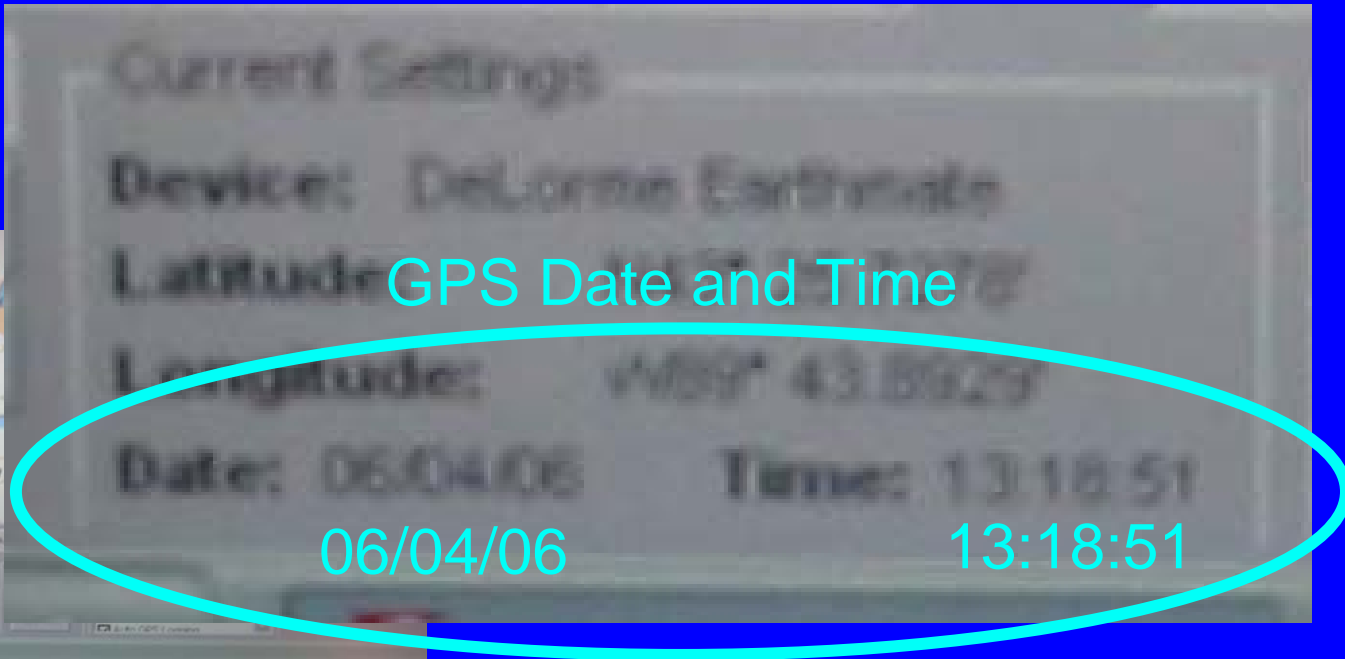 Current Settings
Device: DeLorme Earthmate
Latitude
GPS Date and Time
Longitude: W89° 43.8929'
Date: 06/04/06 Time: 13:18:51
06/04/06 13:18:51